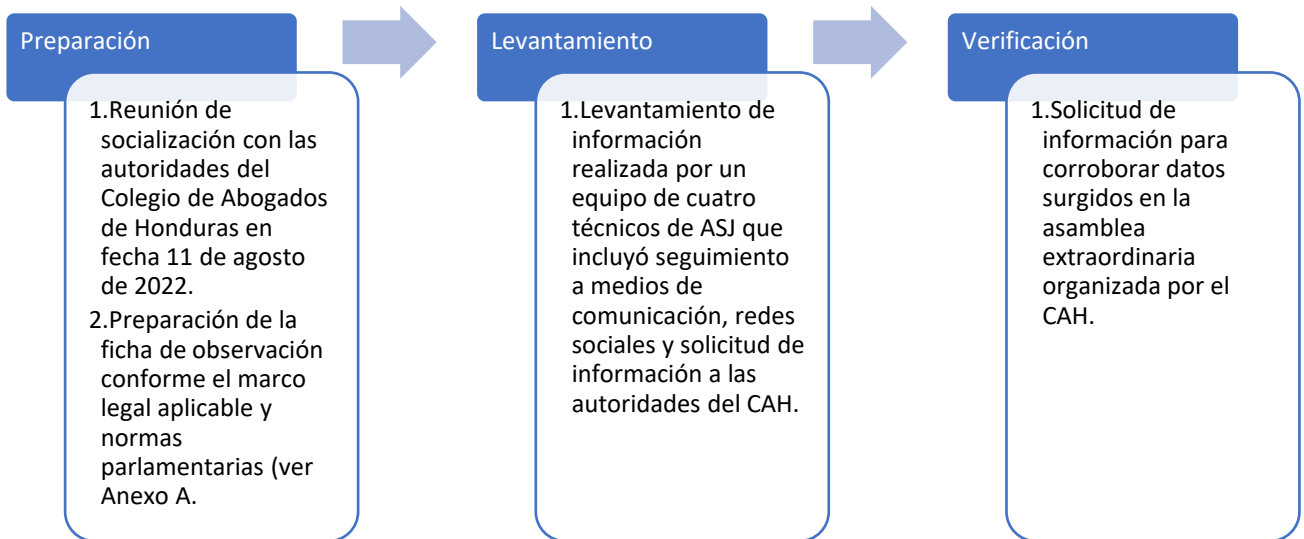 Preparación
1.Reunión de
socialización con las
autoridades del
Colegio de Abogados
de Honduras en
fecha 11 de agosto
de 2022.
2.Preparación de la
ficha de observación
conforme el marco
legal aplicable y
normas
parlamentarias (ver
Anexo A.
Levantamiento
1.Levantamiento de
información
realizada por un
equipo de cuatro
técnicos de ASJ que
incluyó seguimiento
a medios de
comunicación, redes
sociales y solicitud de
información a las
autoridades del CAH.
Verificación
1.Solicitud de
información para
corroborar datos
surgidos en la
asamblea
extraordinaria
organizada por el
CAH.